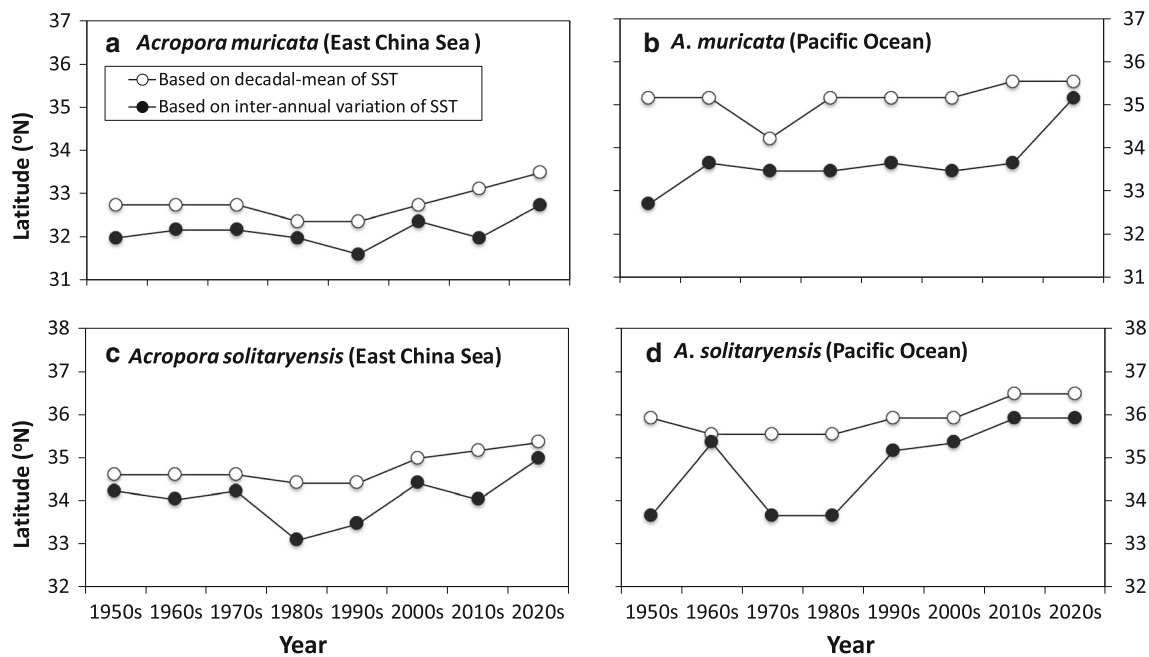 a Acropora muricata (East China Sea )
Based on decadal-mean of SST
Based on inter-annual variation of SST
37
36
35
34
33
32
31
Latitude (ºN)
b A. muricata (Pacific Ocean)
37
36
35
34
33
32
31
c Acropora solitaryensis (East China Sea)
38
37
36
35
34
33
32
Latitude (ºN)
1950s 1960s 1970s 1980s 1990s 2000s 2010s 2020s
Year
d A. solitaryensis (Pacific Ocean)
38
37
36
35
34
33
32
1950s 1960s 1970s 1980s 1990s 2000s 2010s 2020s
Year